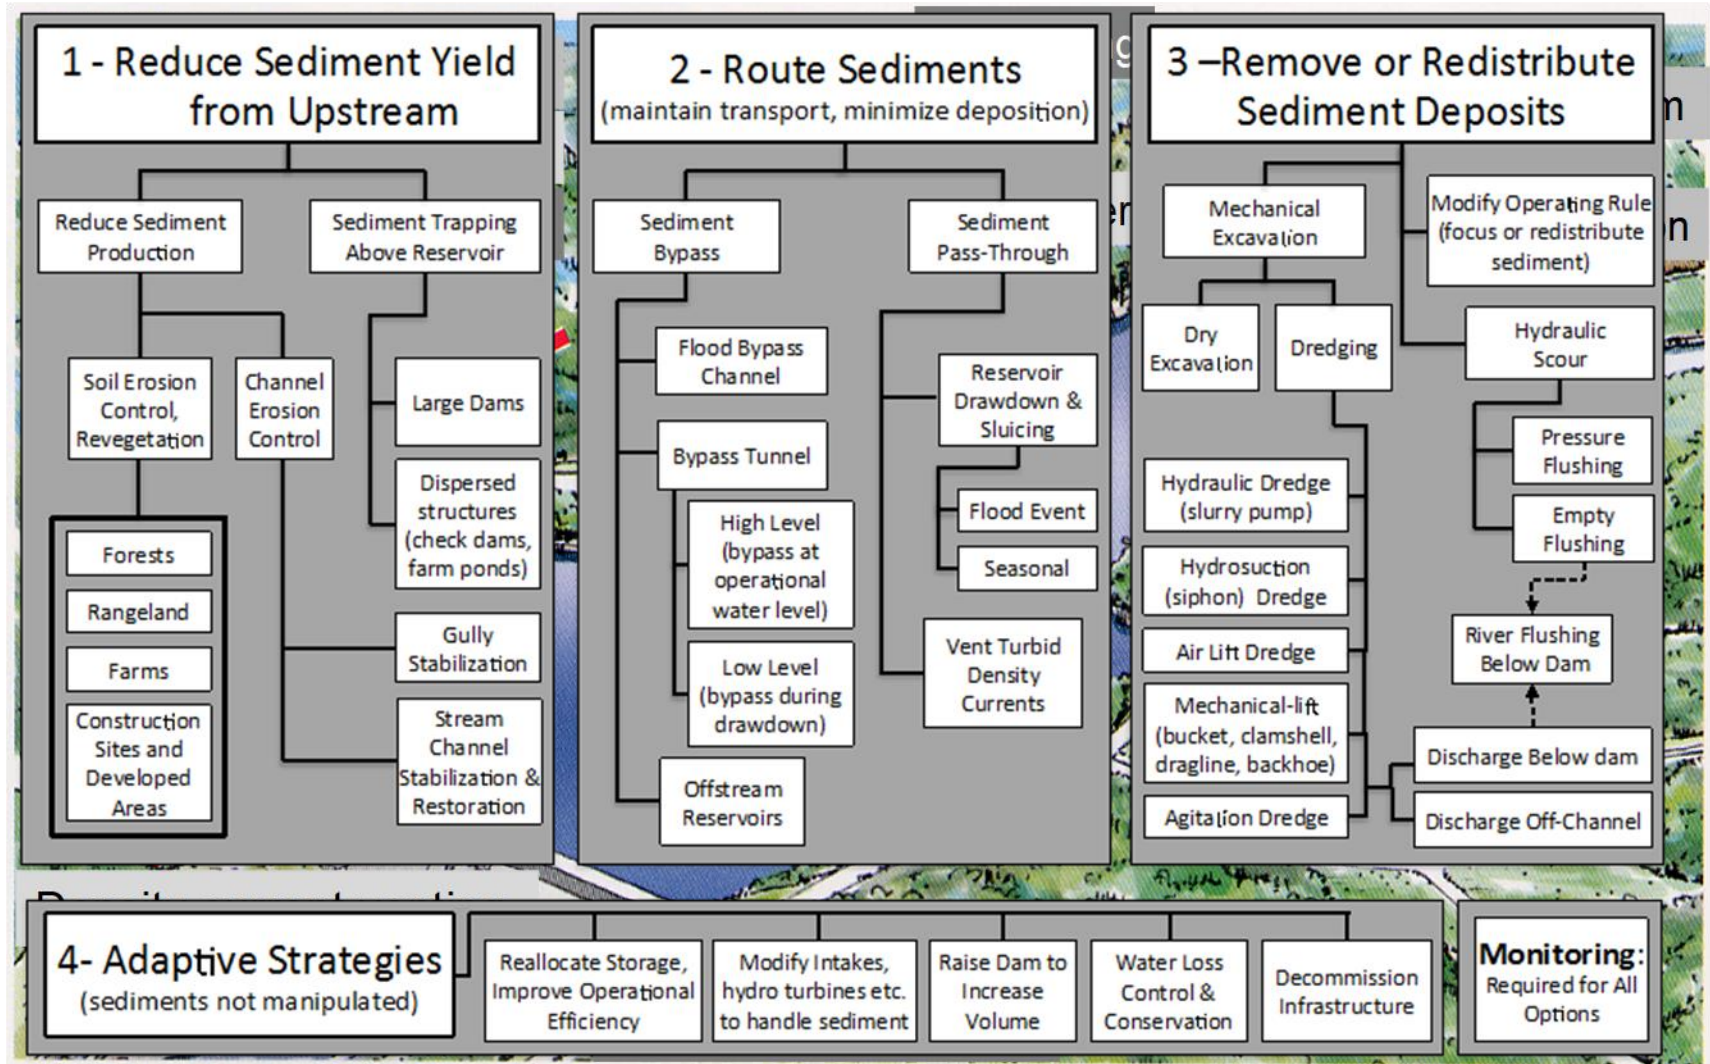 1 - Reduce Sediment Yield
from Upstream
Reduce Sediment
Production
Sediment Trapping
Above Reservoir
Soil Erosion
Control,
Revegetation
Channel
Erosion
Control
Large Dams
Dispersed
structures
(check dams,
farm ponds)
Forests
Rangeland
Farms
Construction
Sites and
Developed
Areas
Gully
Stabilization
Stream
Channel
Stabilization &
Restoration
2 - Route Sediments
(maintain transport, minimize deposition)
Sediment
Bypass
Sediment
Pass-Through
Flood Bypass
Channel
Bypass Tunnel
High Level
(bypass at
operational
water level)
Low Level
(bypass during
drawdown)
Offstream
Reservoirs
Reservoir
Drawdown &
Sluicing
Flood Event
Seasonal
Vent Turbid
Density
Currents
3 –Remove or Redistribute
Sediment Deposits
Mechanical
Excavation
Modify Operating Rule
(focus or redistribute
sediment)
Dry
Excavation
Dredging
Hydraulic
Scour
Pressure
Flushing
Empty
Flushing
Hydraulic Dredge
(slurry pump)
Hydrosuction
(siphon) Dredge
Air Lift Dredge
Mechanical-lift
(bucket, clamshell,
dragline, backhoe)
Agitation Dredge
River Flushing
Below Dam
Discharge Below dam
Discharge Off-Channel
4- Adaptive Strategies
(sediments not manipulated)
Reallocate Storage,
Improve Operational
Efficiency
Modify Intakes,
hydro turbines etc.
to handle sediment
Raise Dam to
Increase
Volume
Water Loss
Control &
Conservation
Decommission
Infrastructure
Monitoring:
Required for All
Options